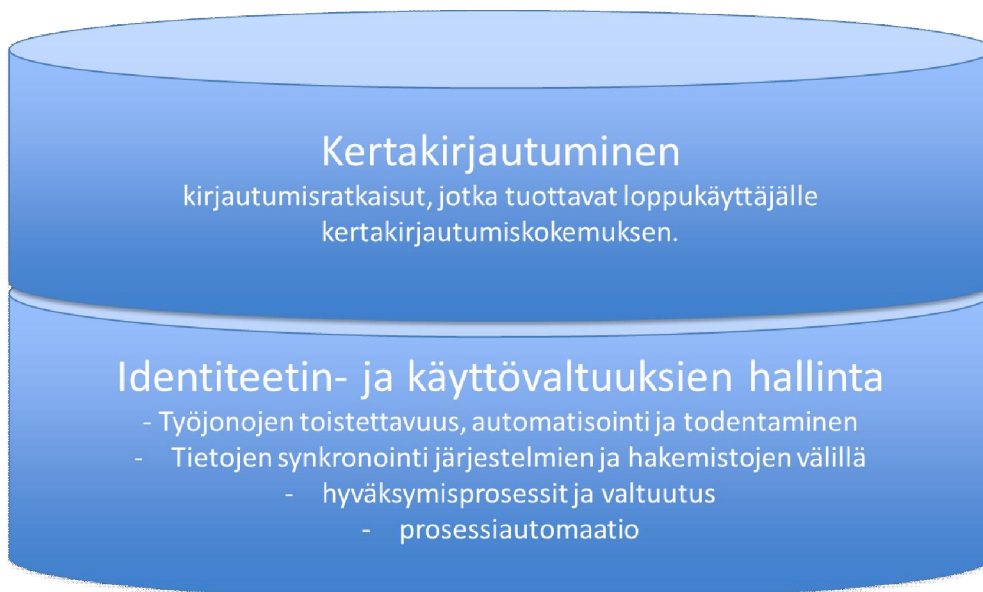 Kertakirjautuminen
kirjautumisratkaisut, jotka tuottavat loppukäyttäjälle
kertakirjautumiskokemuksen.
Identiteetin- ja käyttövaltuuksien hallinta
- Työjonojen toistettavuus, automatisointi ja todentaminen
- Tietojen synkronointi järjestelmien ja hakemistojen välillä
- hyväksymisprosessit ja valtuutus
- prosessiautomaatio